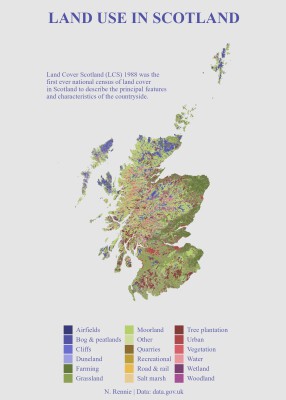 LAND USE IN SCOTLAND
Land Cover Scotland (LCS) 1988 was the
first ever national census of land cover
in Scotland to describe the principal features
and characteristics of the countryside.
Airfields
Bog & peatlands
Cliffs
Duneland
Farming
Grassland
Moorland
Other
Quarries
Recreational
Road & rail
Salt marsh
Tree plantation
Urban
Vegetation
Water
Wetland
Woodland
N. Rennie | Data: data.gov.uk